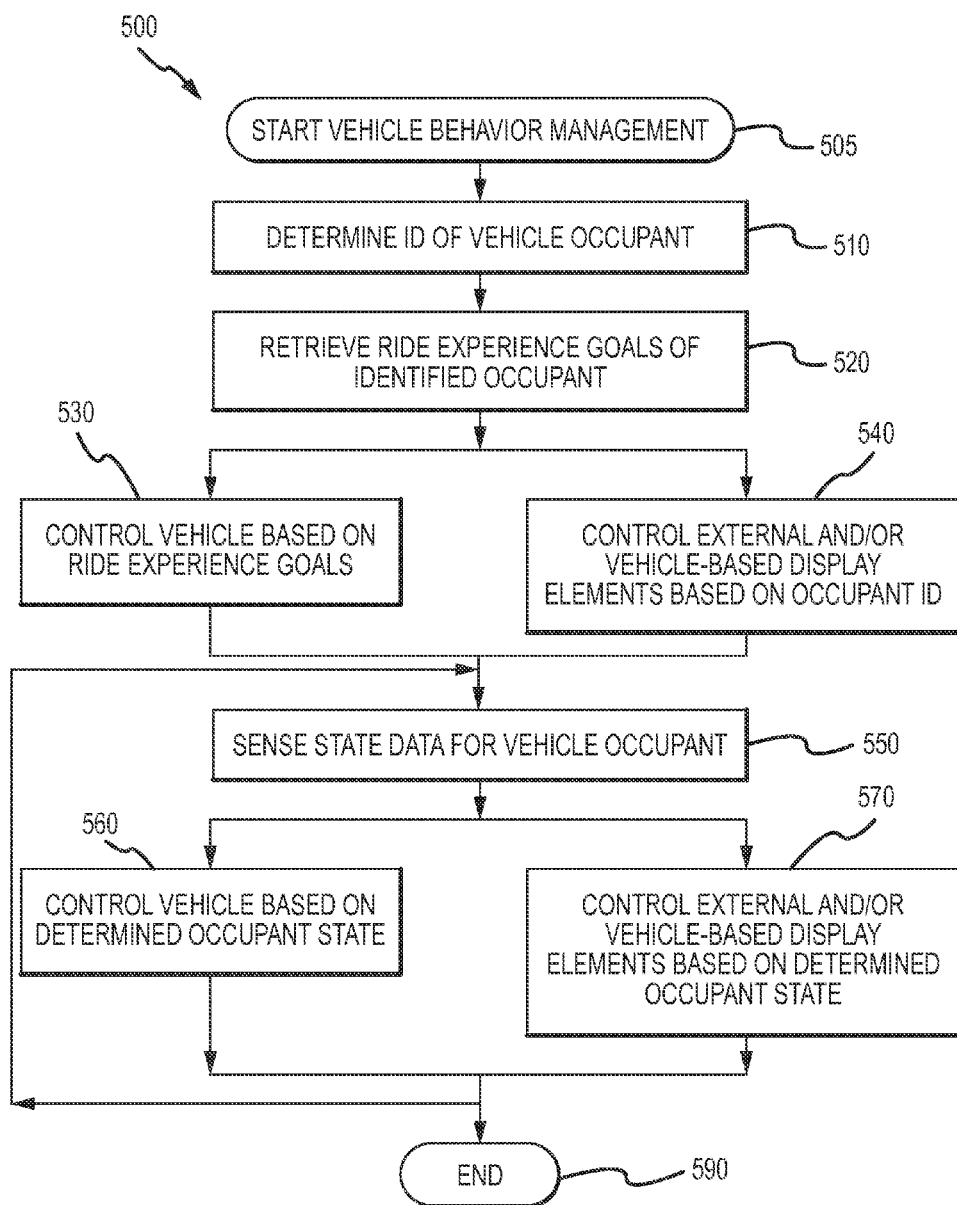 500
START VEHICLE BEHAVIOR MANAGEMENT
505
DETERMINE ID OF VEHICLE OCCUPANT
510
RETRIEVE RIDE EXPERIENCE GOALS OF
IDENTIFIED OCCUPANT
520
530
CONTROL VEHICLE BASED ON
RIDE EXPERIENCE GOALS
540
CONTROL EXTERNAL AND/OR
VEHICLE-BASED DISPLAY
ELEMENTS BASED ON OCCUPANT ID
SENSE STATE DATA FOR VEHICLE OCCUPANT
550
560
CONTROL VEHICLE BASED ON
DETERMINED OCCUPANT STATE
570
CONTROL EXTERNAL AND/OR
VEHICLE-BASED DISPLAY
ELEMENTS BASED ON DETERMINED
OCCUPANT STATE
END
590